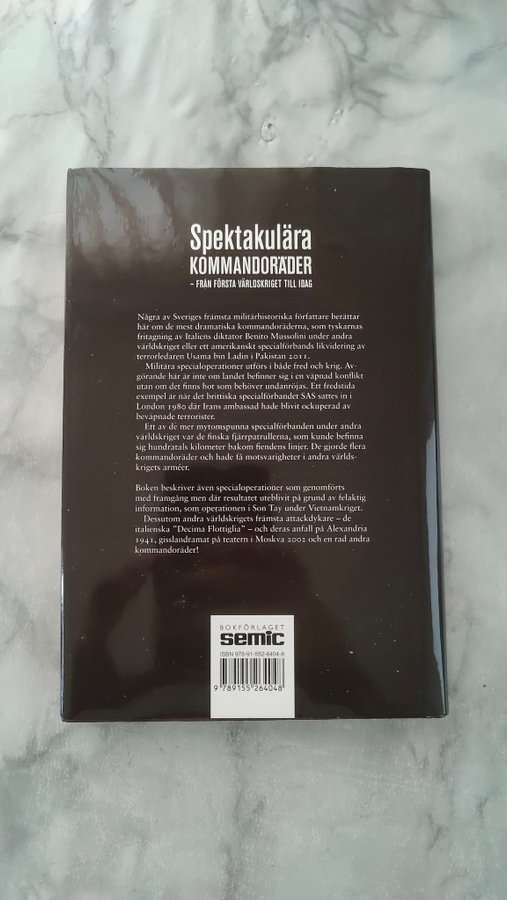 Spektakulära
KOMMANDORÄDER
– FRÅN FÖRSTA VÄRLDSKRIGET TILL IDAG
Några av Sveriges främsta militärhistoriska författare berättar
här om de mest dramatiska kommandoräderna, som tyskarnas
fritagning av Italiens diktator Benito Mussolini under andra
världskriget eller ett amerikanskt specialförbands likvidering av
terrorledaren Usama bin Ladin i Pakistan 2011.
Militära specialoperationer utförs i både fred och krig. Av-
görande här är inte om landet befinner sig i en väpnad konflikt
utan om det finns hot som behöver undanröjas. Ett fredstida
exempel är när det brittiska specialförbandet SAS sattes in i
London 1980 där Irans ambassad hade blivit ockuperad av
beväpnade terrorister.
Ett av de mer mytomspunna specialförbanden under andra
världskriget var de finska fjärrpatrullerna, som kunde befinna
sig hundratals kilometer bakom fiendens linjer. De gjorde flera
kommandoräder och hade få motsvarigheter i andra världs-
krigets arméer.
Boken beskriver även specialoperationer som genomförts
med framgång men där resultatet uteblivit på grund av felaktig
information, som operationen i Son Tay under Vietnamkriget.
Dessutom andra världskrigets främsta attackdykare – de
italienska "Decima Flottiglia" – och deras anfall på Alexandria
1941, gisslandramat på teatern i Moskva 2002 och en rad andra
kommandoräder!
BOKFÖRLAGET
semic
ISBN 978-91-552-6404-8
9 789155 264048